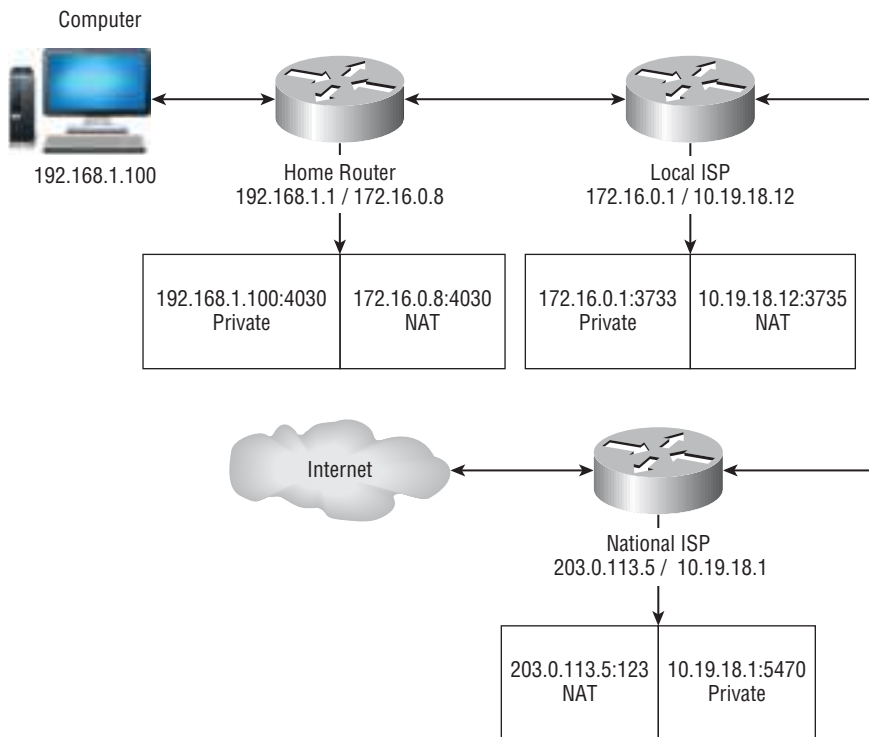 Computer
192.168.1.100
Home Router
192.168.1.1 / 172.16.0.8
Local ISP
172.16.0.1 / 10.19.18.12
192.168.1.100:4030
Private
172.16.0.8:4030
NAT
172.16.0.1:3733
Private
10.19.18.12:3735
NAT
Internet
National ISP
203.0.113.5 / 10.19.18.1
203.0.113.5:123
NAT
10.19.18.1:5470
Private